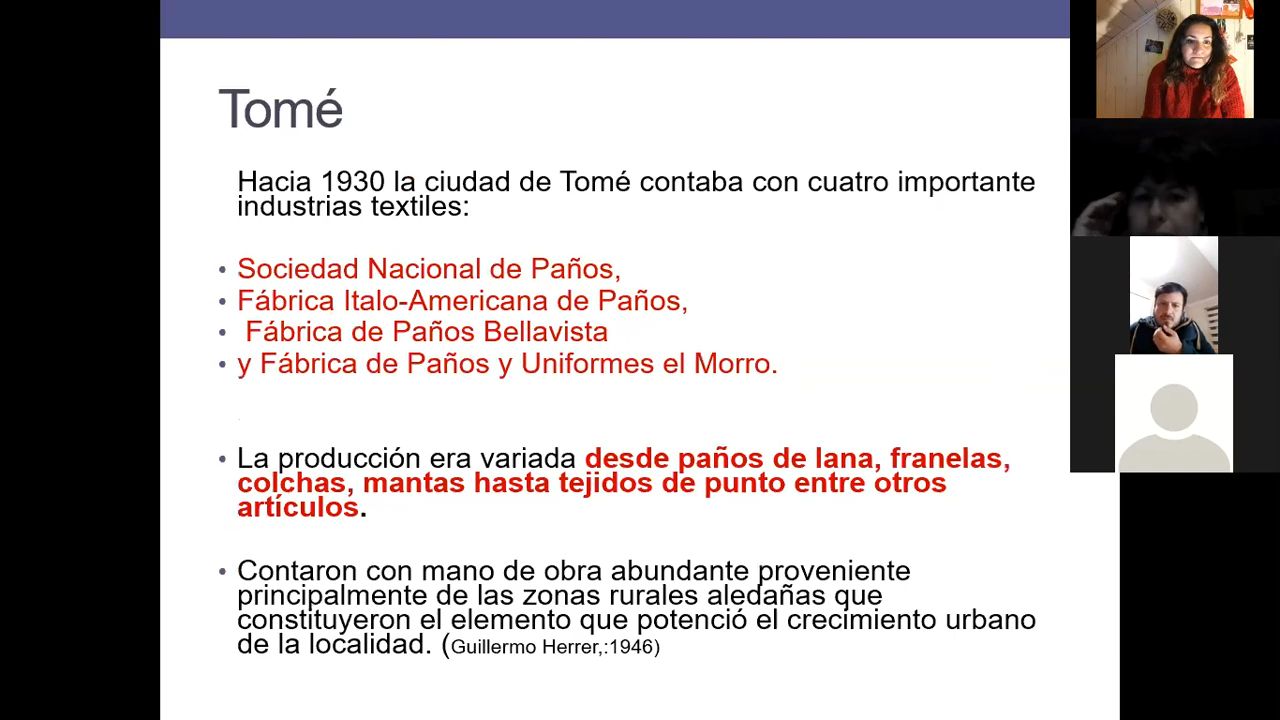 Tomé
Hacia 1930 la ciudad de Tomé contaba con cuatro importante
industrias textiles:
• Sociedad Nacional de Paños,
• Fábrica Italo-Americana de Paños,
• Fábrica de Paños Bellavista
• y Fábrica de Paños y Uniformes el Morro.
• La producción era variada desde paños de lana, franelas,
colchas, mantas hasta tejidos de punto entre otros
artículos.
• Contaron con mano de obra abundante proveniente
principalmente de las zonas rurales aledañas que
constituyeron el elemento que potenció el crecimiento urbano
de la localidad. (Guillermo Herrer,:1946)